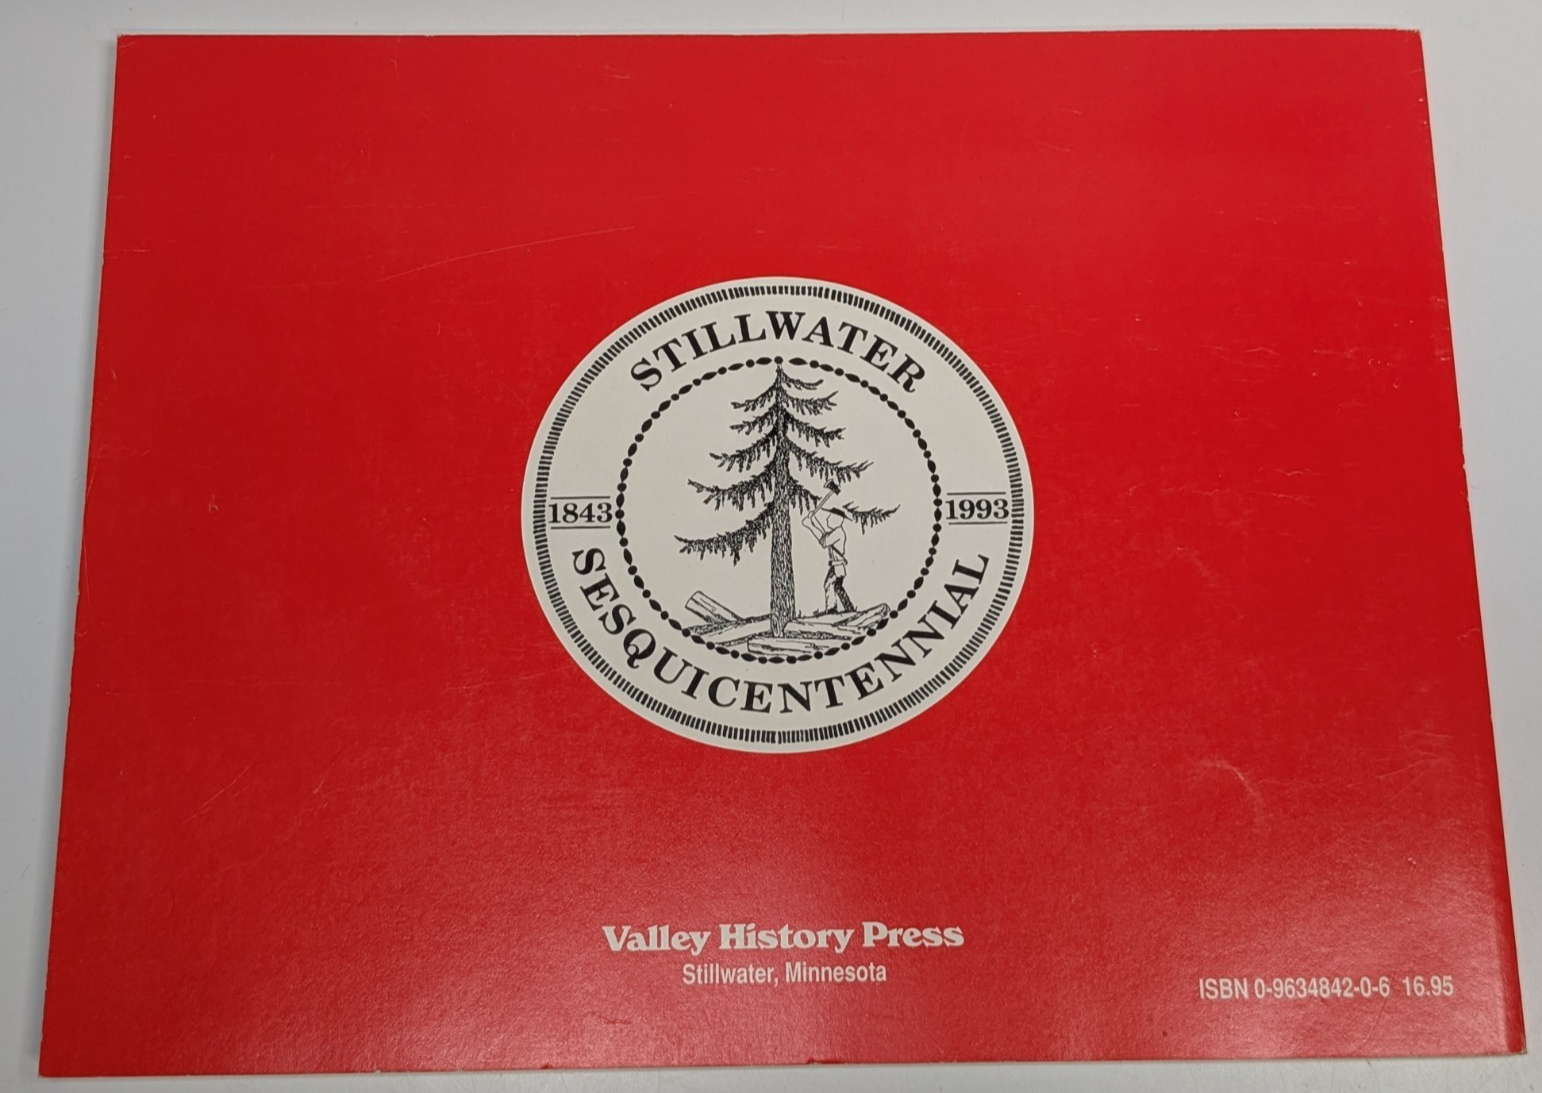 STILLWATER
1843
1993
SESQUICENTENNIAL
Valley History Press
Stillwater, Minnesota
ISBN 0-9634842-0-6 16.95